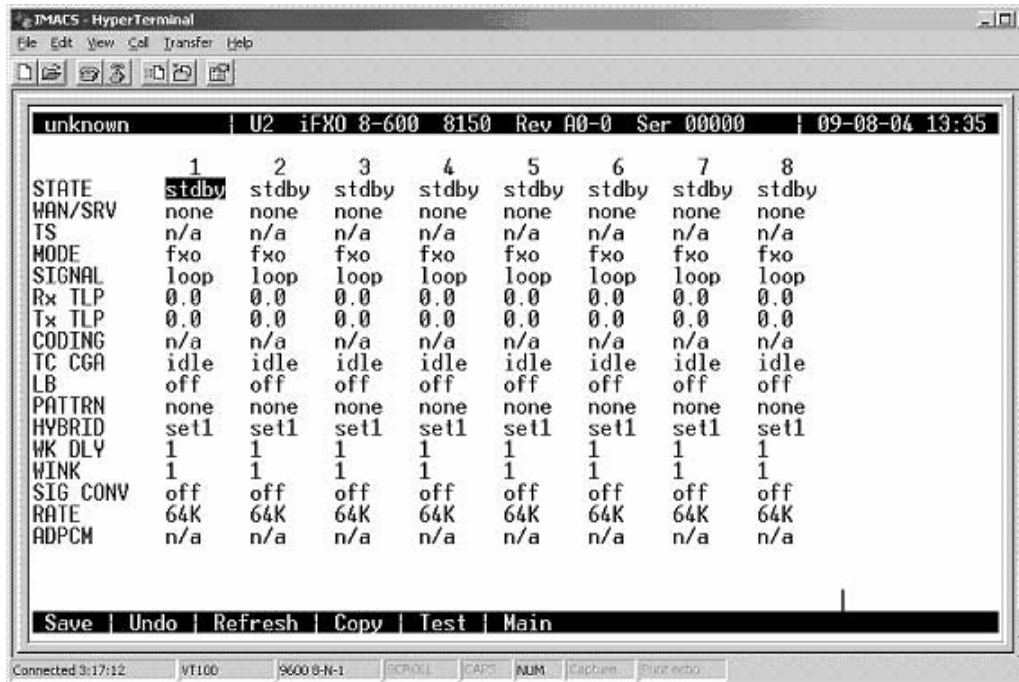 IMACS - HyperTerminal
File Edit View Call Transfer Help
unknown | U2 iFXO 8-600 8150 Rev A0-0 Ser 00000 | 09-08-04 13:35
1 2 3 4 5 6 7 8
STATE stdby stdby stdby stdby stdby stdby stdby stdby
WAN/SRV none none none none none none none none
TS n/a n/a n/a n/a n/a n/a n/a n/a
MODE fxo fxo fxo fxo fxo fxo fxo fxo
SIGNAL loop loop loop loop loop loop loop loop
Rx TLP 0.0 0.0 0.0 0.0 0.0 0.0 0.0 0.0
Tx TLP 0.0 0.0 0.0 0.0 0.0 0.0 0.0 0.0
CODING n/a n/a n/a n/a n/a n/a n/a n/a
TC CGA idle idle idle idle idle idle idle idle
LB off off off off off off off off
PATTRN none none none none none none none none
HYBRID set1 set1 set1 set1 set1 set1 set1 set1
WK DLY 1 1 1 1 1 1 1 1
WINK 1 1 1 1 1 1 1 1
SIG CONV off off off off off off off off
RATE 64K 64K 64K 64K 64K 64K 64K 64K
ADPCM n/a n/a n/a n/a n/a n/a n/a n/a
Save | Undo | Refresh | Copy | Test | Main
Connected 3:17:12 VT100 9600 8-N-1 SCROLL CAPS NUM Capture Print echo